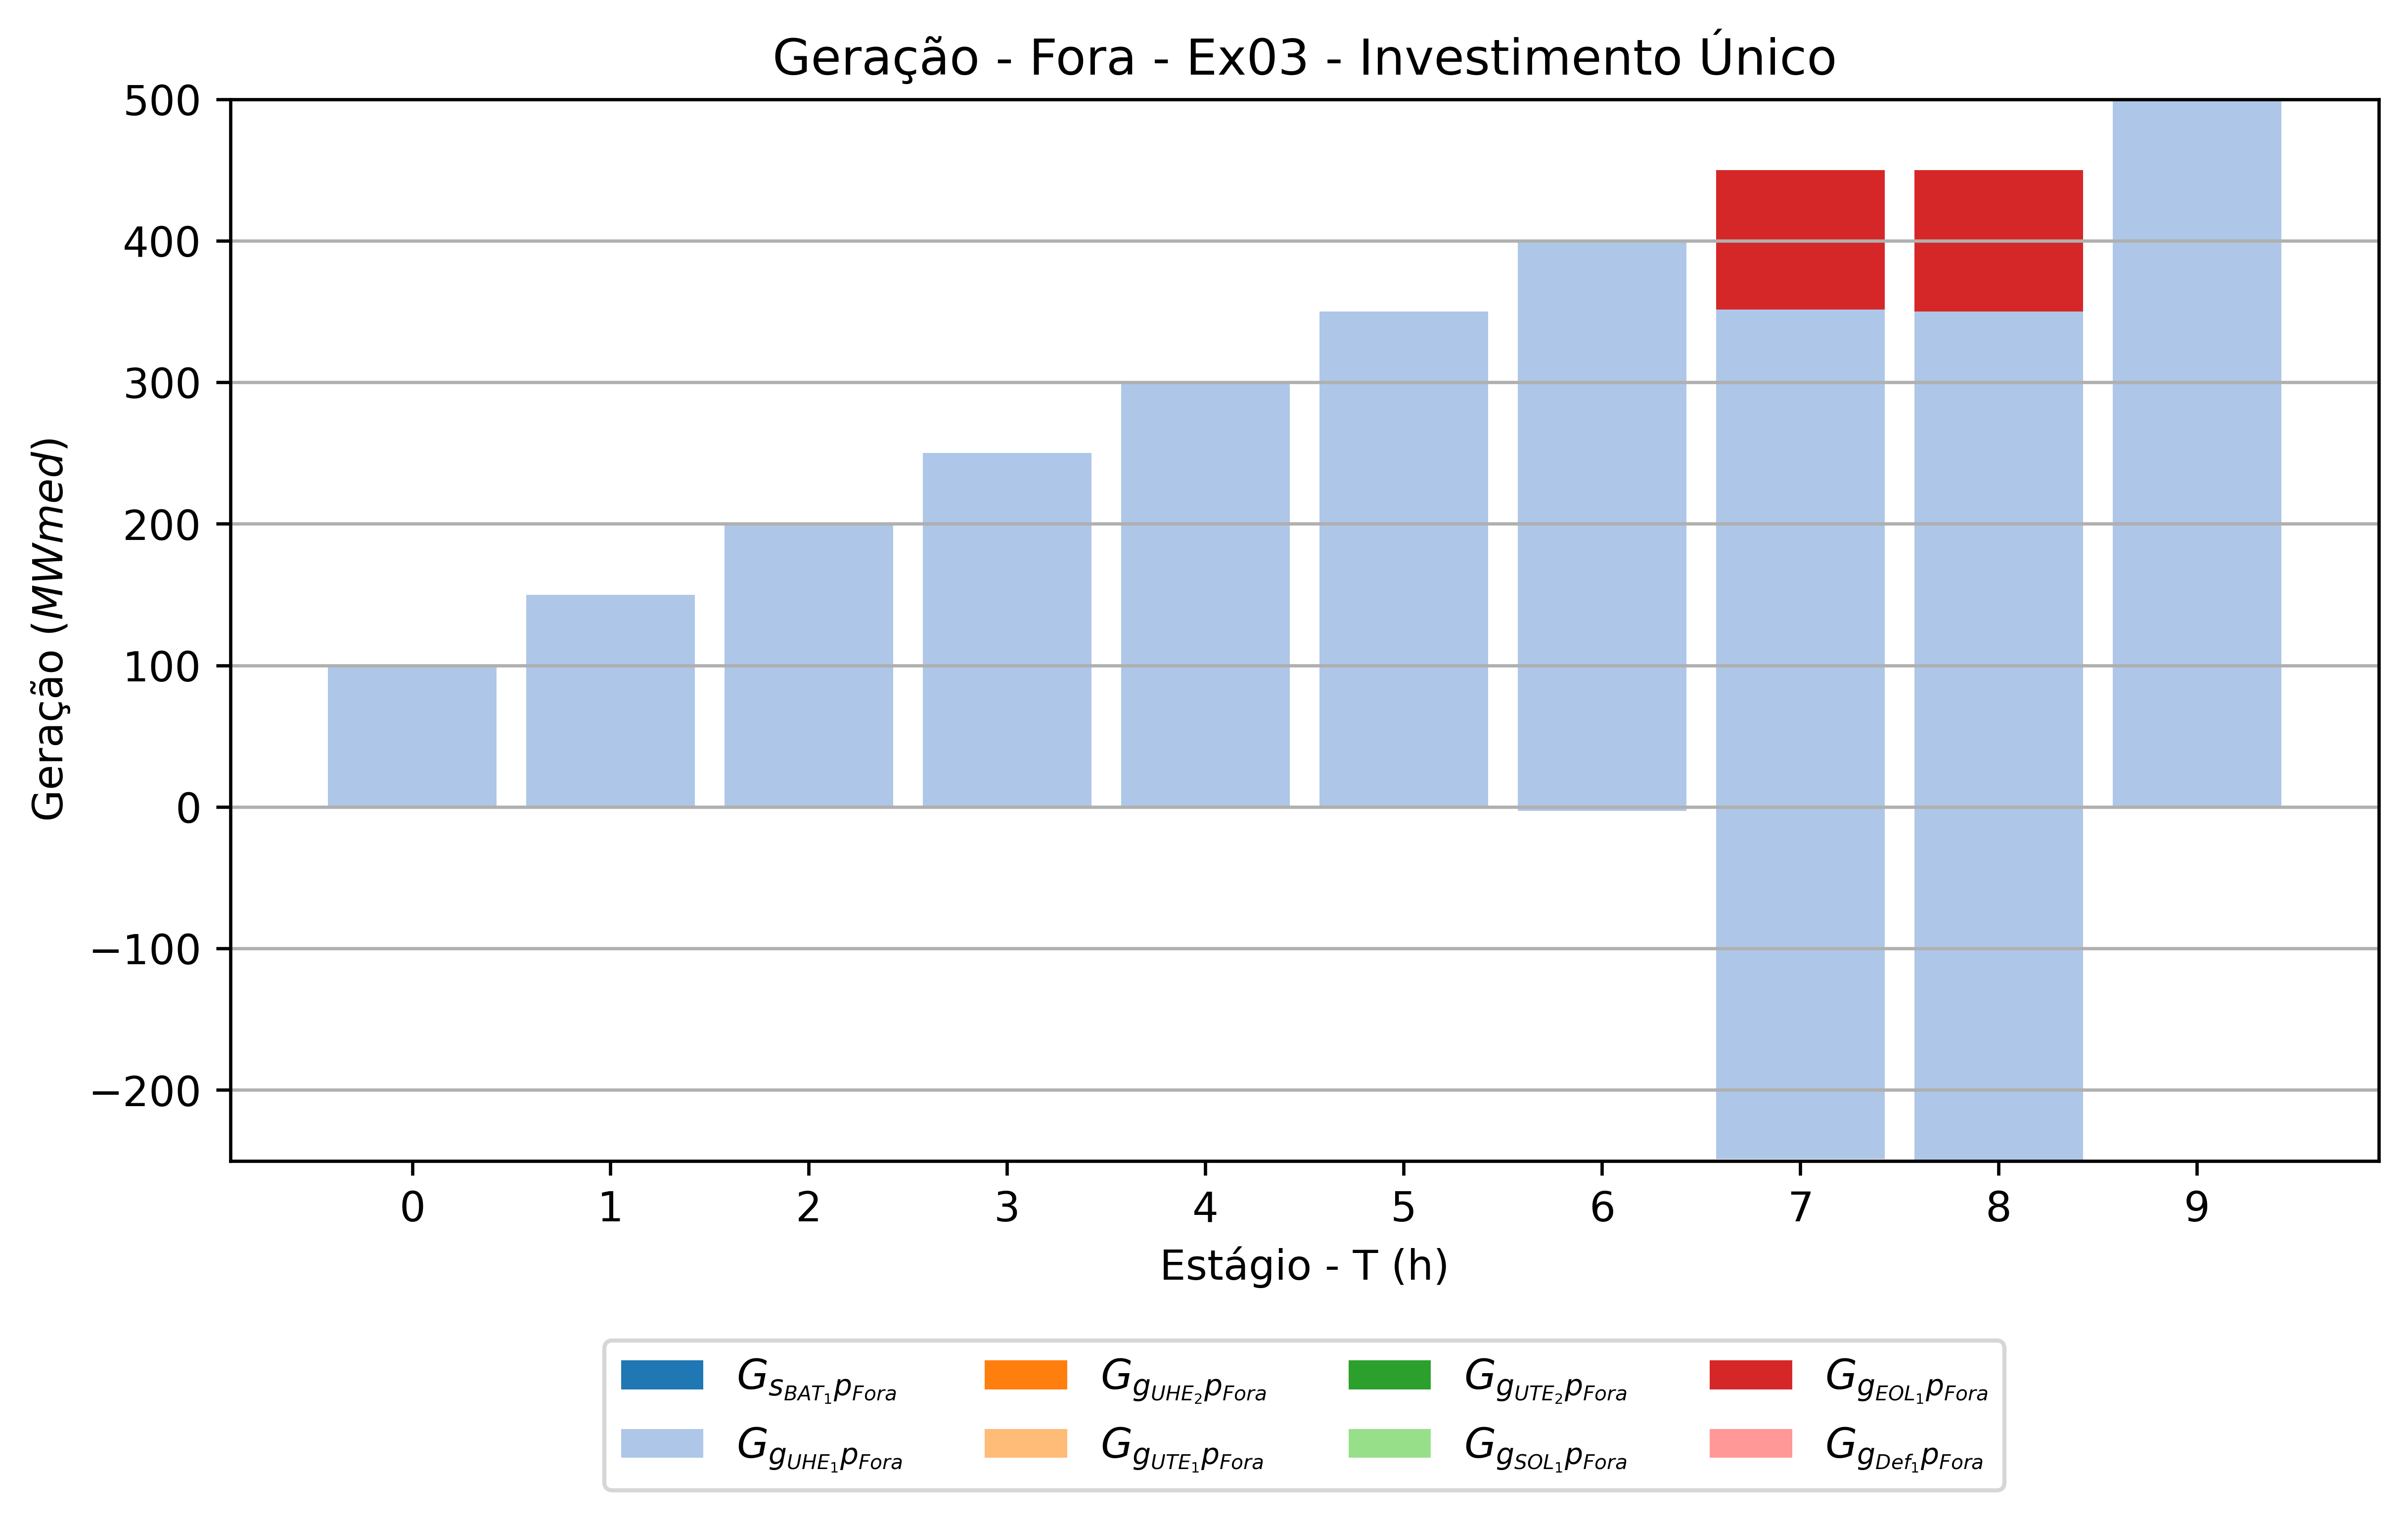 Geração - Fora - Ex03 - Investimento Único
500
400
300
200
100
0
−100
−200
Geração (MWmed)
0 1 2 3 4 5 6 7 8 9
Estágio - T (h)
G_{s_{BAT_1}p_{Fora}} G_{g_{UHE_2}p_{Fora}} G_{g_{UTE_2}p_{Fora}} G_{g_{EOL_1}p_{Fora}}
G_{g_{UHE_1}p_{Fora}} G_{g_{UTE_1}p_{Fora}} G_{g_{SOL_1}p_{Fora}} G_{g_{Def_1}p_{Fora}}